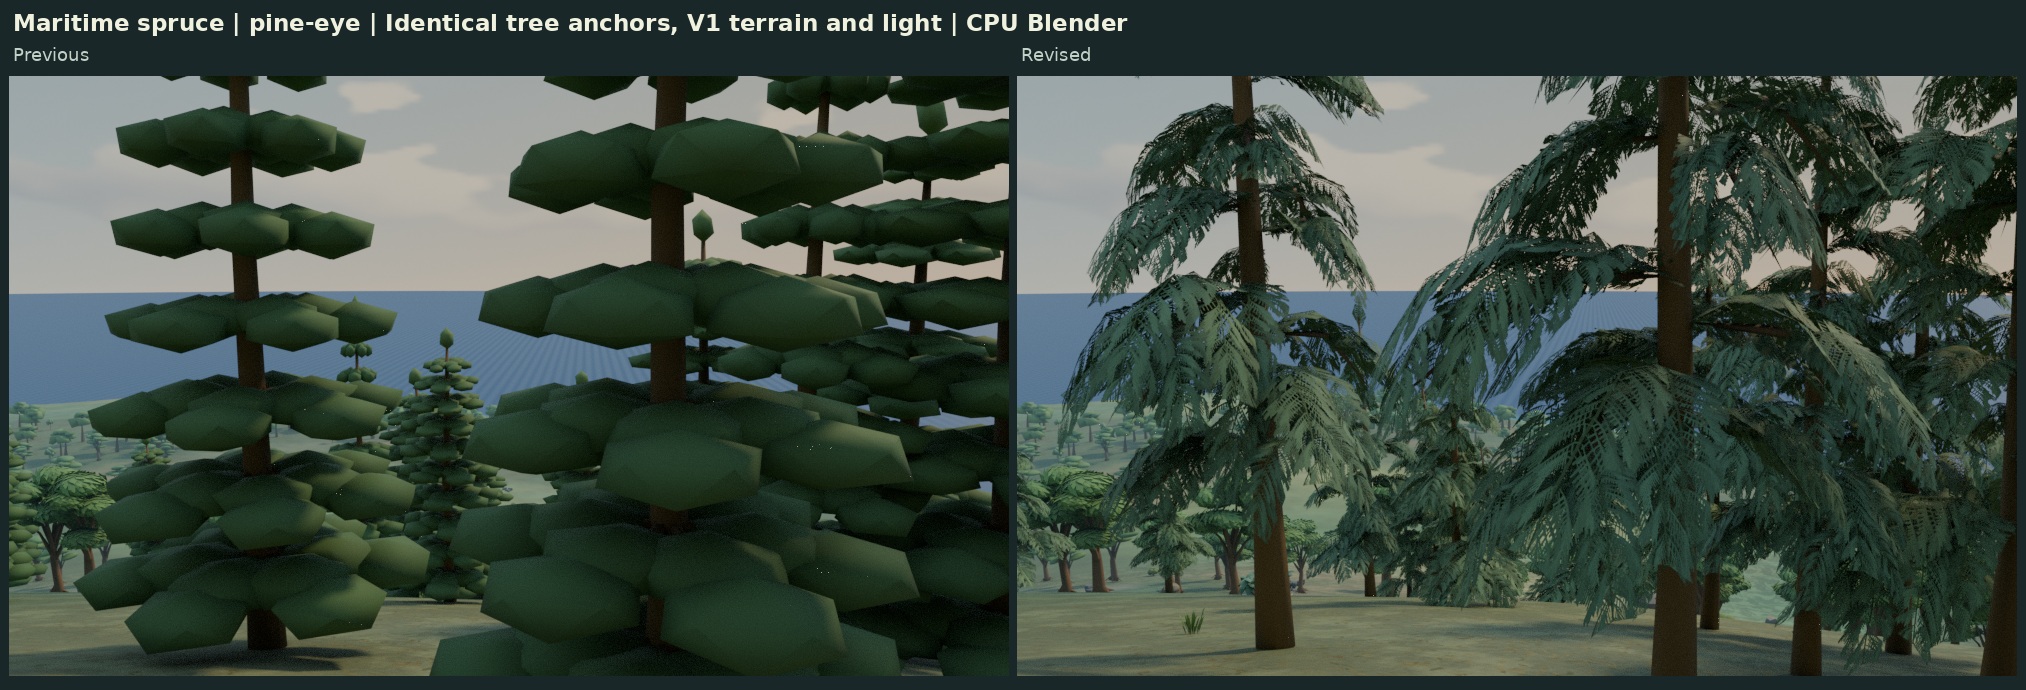 Maritime spruce | pine-eye | Identical tree anchors, V1 terrain and light | CPU Blender
Previous
Revised